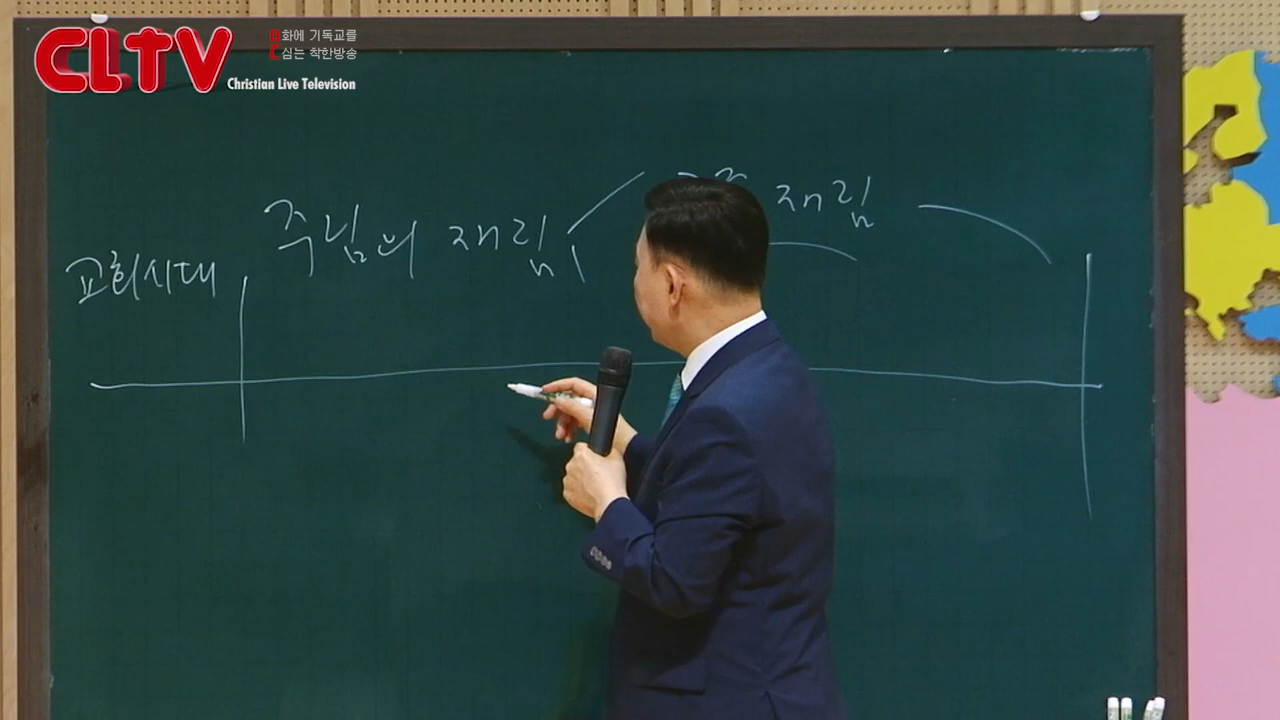 CLTV
문화에 기독교를
심는 착한방송
Christian Live Television
주님의 재림
재림
교회시대